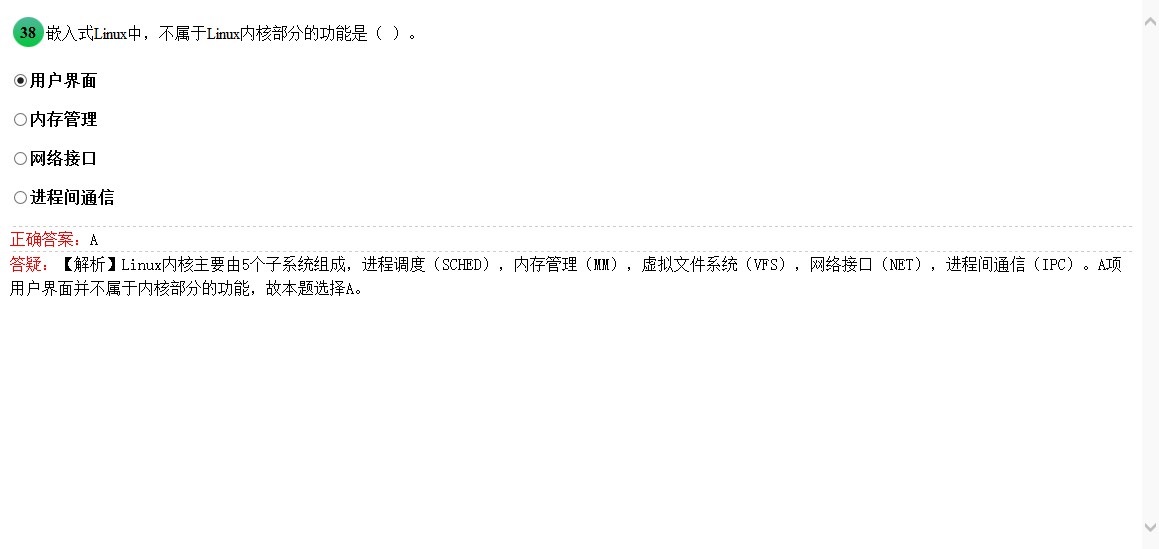 38 嵌入式Linux中，不属于Linux内核部分的功能是（ ）。
用户界面
内存管理
网络接口
进程间通信
正确答案：A
答疑：【解析】Linux内核主要由5个子系统组成，进程调度（SCHED），内存管理（MM），虚拟文件系统（VFS），网络接口（NET），进程间通信（IPC）。A项
用户界面并不属于内核部分的功能，故本题选择A。